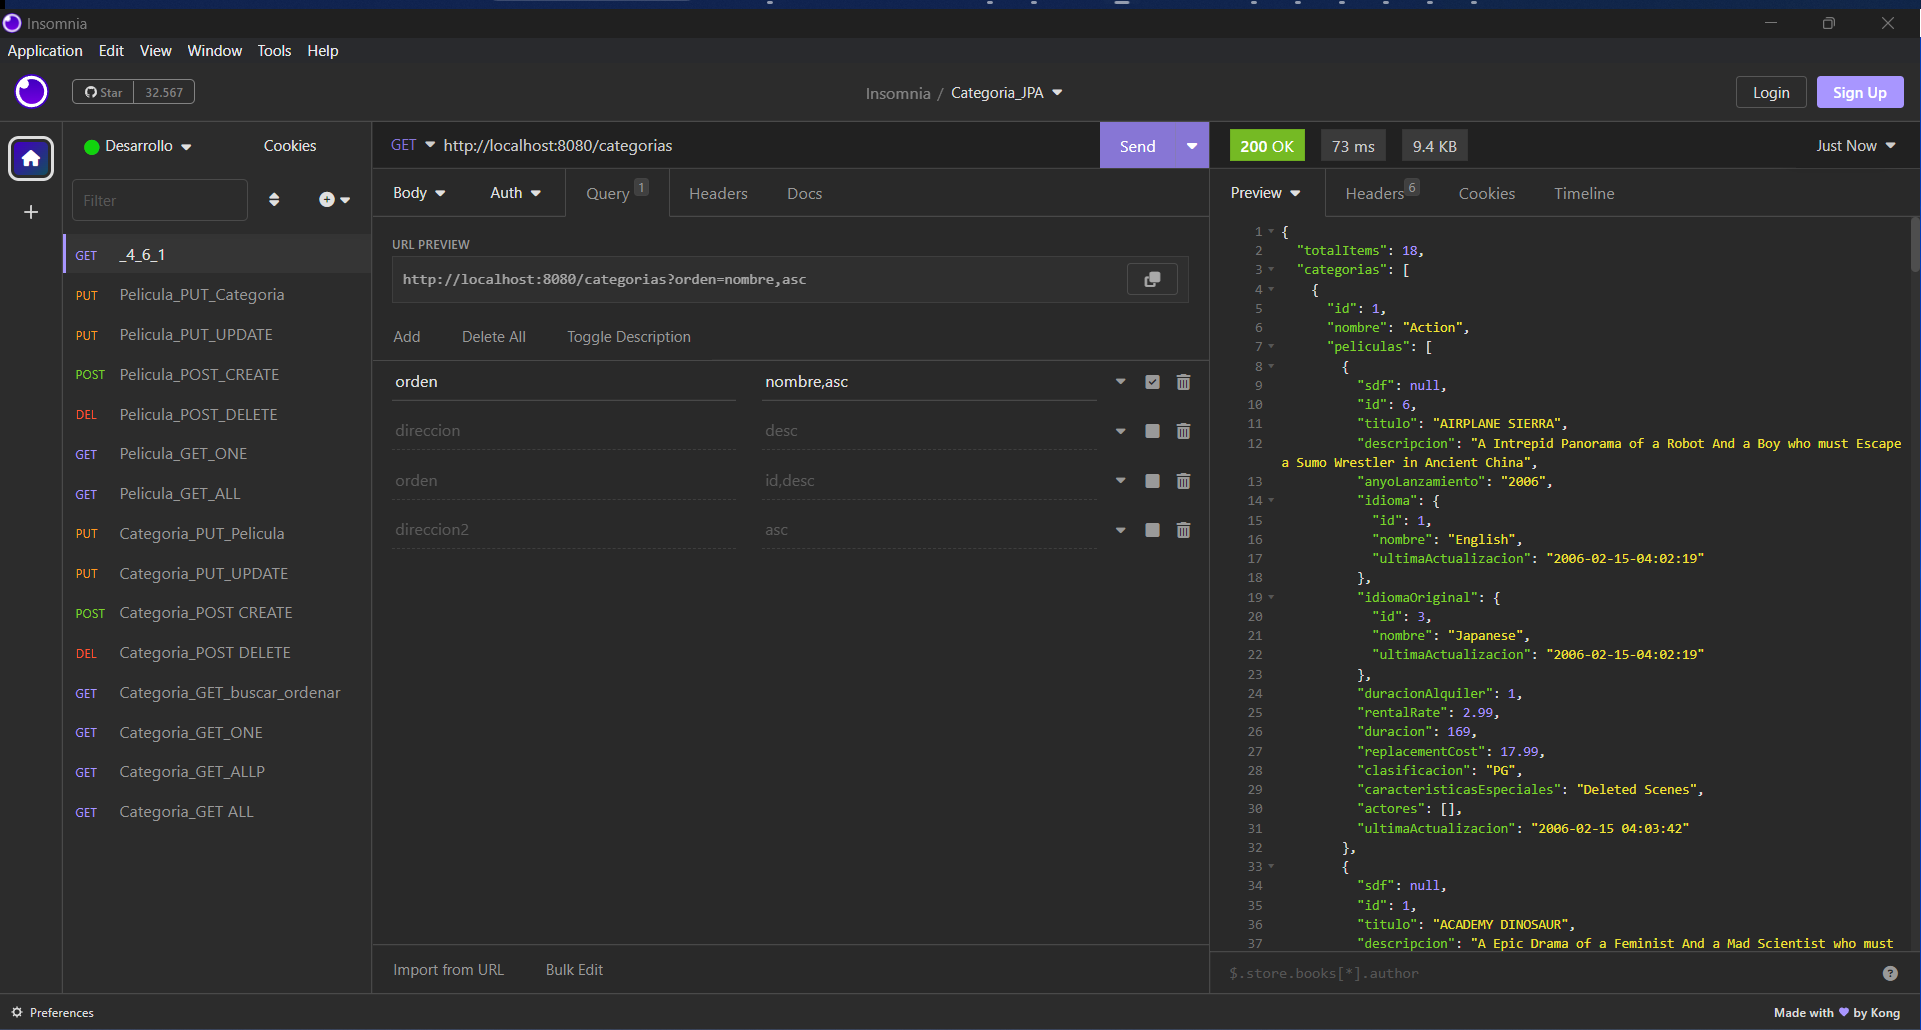 Insomnia
Application Edit View Window Tools Help
Star 32.567
Insomnia / Categoria_JPA
Login Sign Up
Desarrollo Cookies
Filter
GET _4_6_1
PUT Pelicula_PUT_Categoria
PUT Pelicula_PUT_UPDATE
POST Pelicula_POST_CREATE
DEL Pelicula_POST_DELETE
GET Pelicula_GET_ONE
GET Pelicula_GET_ALL
PUT Categoria_PUT_Pelicula
PUT Categoria_PUT_UPDATE
POST Categoria_POST CREATE
DEL Categoria_POST DELETE
GET Categoria_GET_buscar_ordenar
GET Categoria_GET_ONE
GET Categoria_GET_ALLP
GET Categoria_GET ALL
GET http://localhost:8080/categorias Send
Body Auth Query 1 Headers Docs
URL PREVIEW
http://localhost:8080/categorias?orden=nombre,asc
Add Delete All Toggle Description
orden nombre,asc
direccion desc
orden id,desc
direccion2 asc
Import from URL Bulk Edit
200 OK 73 ms 9.4 KB Just Now
Preview Headers 6 Cookies Timeline
1 {
2 "totalItems": 18,
3 "categorias": [
4 {
5 "id": 1,
6 "nombre": "Action",
7 "peliculas": [
8 {
9 "sdf": null,
10 "id": 6,
11 "titulo": "AIRPLANE SIERRA",
12 "descripcion": "A Intrepid Panorama of a Robot And a Boy who must Escape
a Sumo Wrestler in Ancient China",
13 "anyoLanzamiento": "2006",
14 "idioma": {
15 "id": 1,
16 "nombre": "English",
17 "ultimaActualizacion": "2006-02-15-04:02:19"
18 },
19 "idiomaOriginal": {
20 "id": 3,
21 "nombre": "Japanese",
22 "ultimaActualizacion": "2006-02-15-04:02:19"
23 },
24 "duracionAlquiler": 1,
25 "rentalRate": 2.99,
26 "duracion": 169,
27 "replacementCost": 17.99,
28 "clasificacion": "PG",
29 "caracteristicasEspeciales": "Deleted Scenes",
30 "actores": [],
31 "ultimaActualizacion": "2006-02-15 04:03:42"
32 },
33 {
34 "sdf": null,
35 "id": 1,
36 "titulo": "ACADEMY DINOSAUR",
37 "descripcion": "A Epic Drama of a Feminist And a Mad Scientist who must
$.store.books[*].author
Preferences
Made with ♥ by Kong